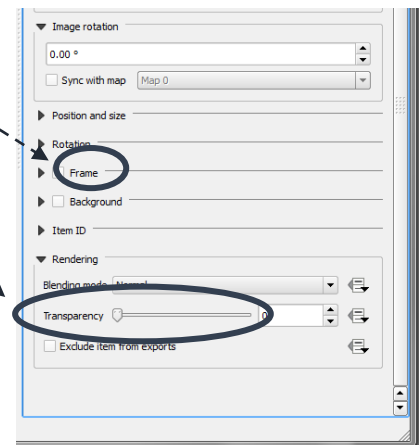 Image rotation
0.00 °
Sync with map Map 0
Position and size
Rotation
Frame
Background
Item ID
Rendering
Blending mode Normal
Transparency 0
Exclude item from exports